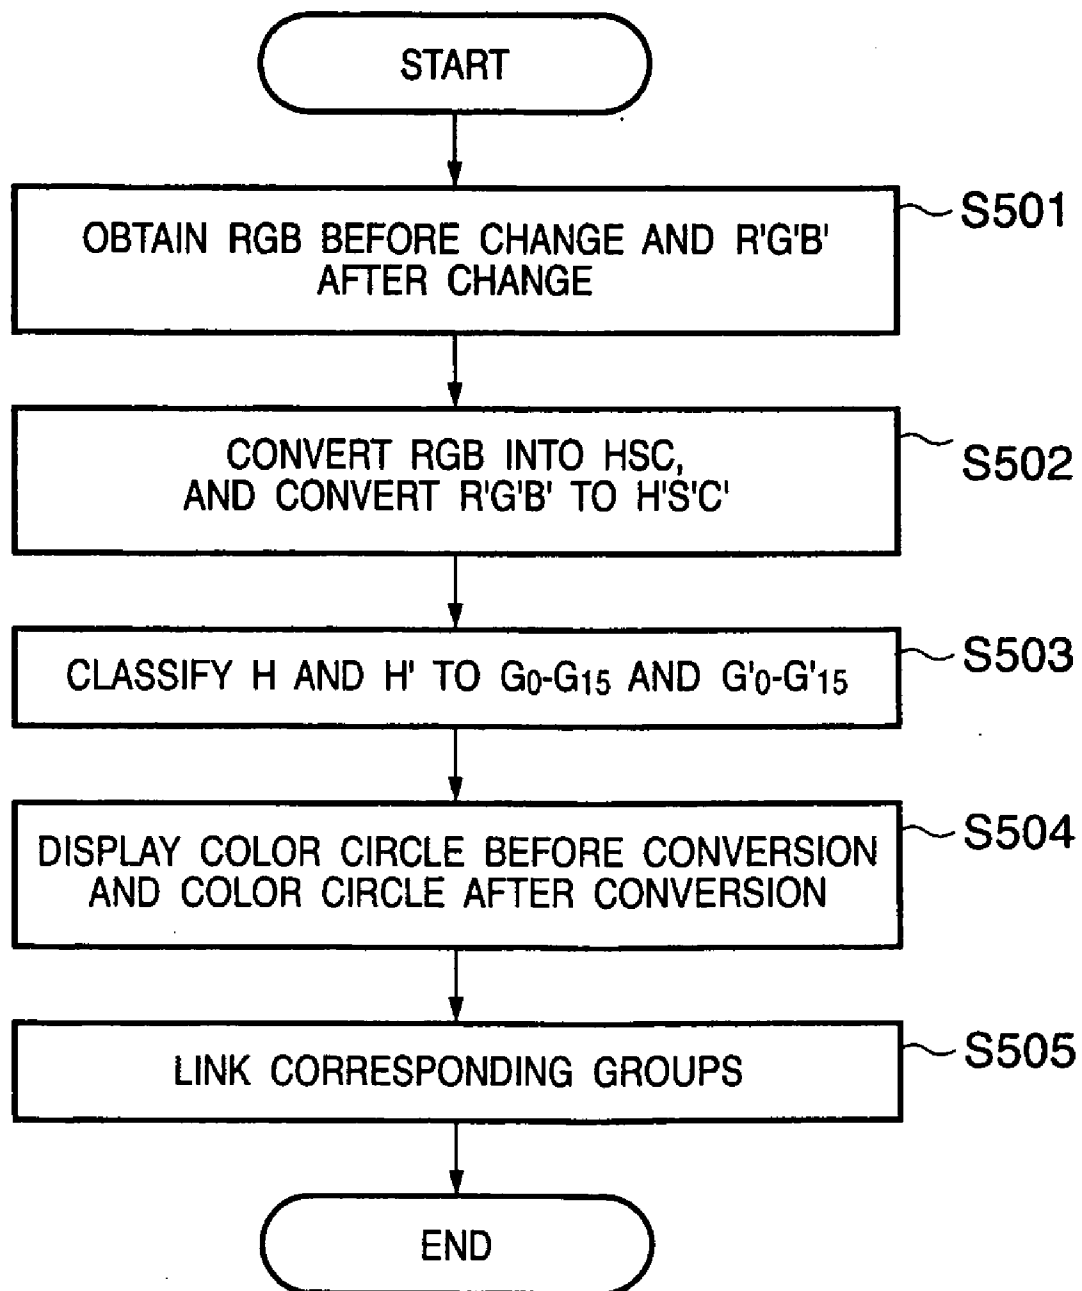 START
OBTAIN RGB BEFORE CHANGE AND R'G'B'
AFTER CHANGE
S501
CONVERT RGB INTO HSC,
AND CONVERT R'G'B' TO H'S'C'
S502
CLASSIFY H AND H' TO G0-G15 AND G'0-G'15
S503
DISPLAY COLOR CIRCLE BEFORE CONVERSION
AND COLOR CIRCLE AFTER CONVERSION
S504
LINK CORRESPONDING GROUPS
S505
END